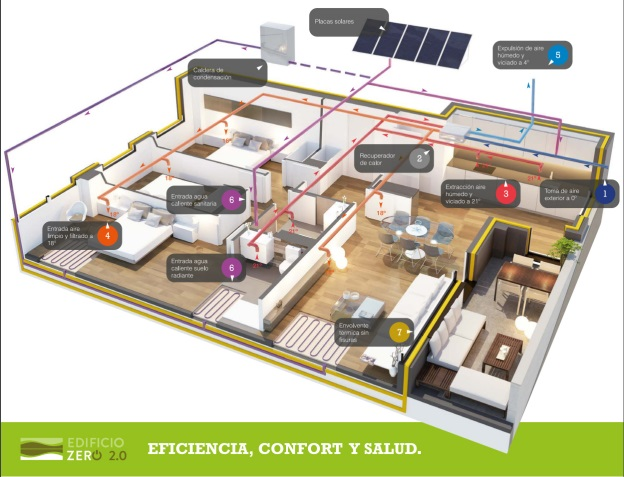 Placas solares
Expulsión de aire
húmedo y
viciado a 4°
5
Caldera de
condensación
Recuperador
de calor
2
Extracción aire
húmedo y
viciado a 21°
3
Toma de aire
exterior a 0°
1
Entrada agua
caliente sanitaria
6
Entrada aire
limpio y filtrado a
18°
4
Entrada agua
caliente suelo
radiante
6
Envolvente
térmica sin
fisuras
7
18°
21°
EDIFICIO
ZERO 2.0
EFICIENCIA, CONFORT Y SALUD.